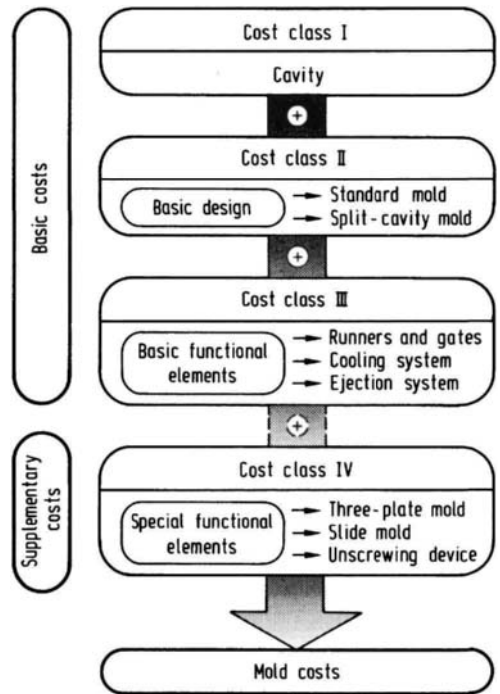 Cost class I
Cavity
+
Basic costs
Cost class II
Basic design
→ Standard mold
→ Split-cavity mold
+
Cost class III
Basic functional
elements
→ Runners and gates
→ Cooling system
→ Ejection system
+
Supplementary
costs
Cost class IV
Special functional
elements
→ Three-plate mold
→ Slide mold
→ Unscrewing device
Mold costs